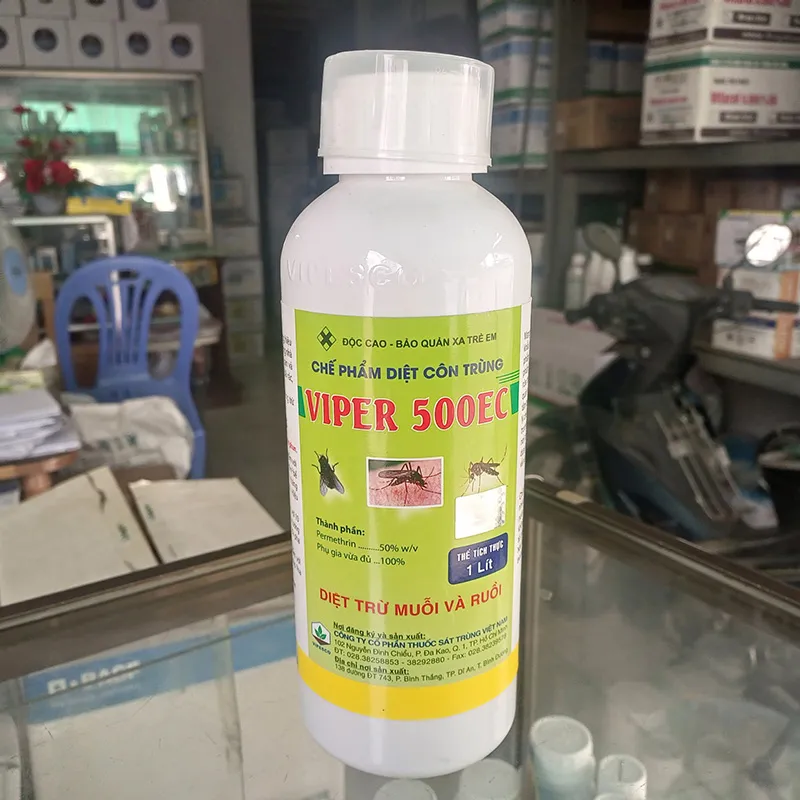 VIPESCO
ĐỘC CAO - BẢO QUẢN XA TRẺ EM
CHẾ PHẨM DIỆT CÔN TRÙNG
VIPER 500EC
Thành phần:
Permethrin ..........50% w/v
Phụ gia vừa đủ ...100%
THỂ TÍCH THỰC
1 Lít
DIỆT TRỪ MUỖI VÀ RUỒI
VIPESCO
Nơi đăng ký và sản xuất:
CÔNG TY CỔ PHẦN THUỐC SÁT TRÙNG VIỆT NAM
102 Nguyễn Đình Chiểu, P. Đa Kao, Q. 1, TP. Hồ Chí Minh
ĐT: 028.38258853 - 38292880 - Fax:
Địa chỉ nơi sản xuất:
138 đường ĐT 743, P. Bình Thắng, TP. Dĩ An, T. Bình Dương